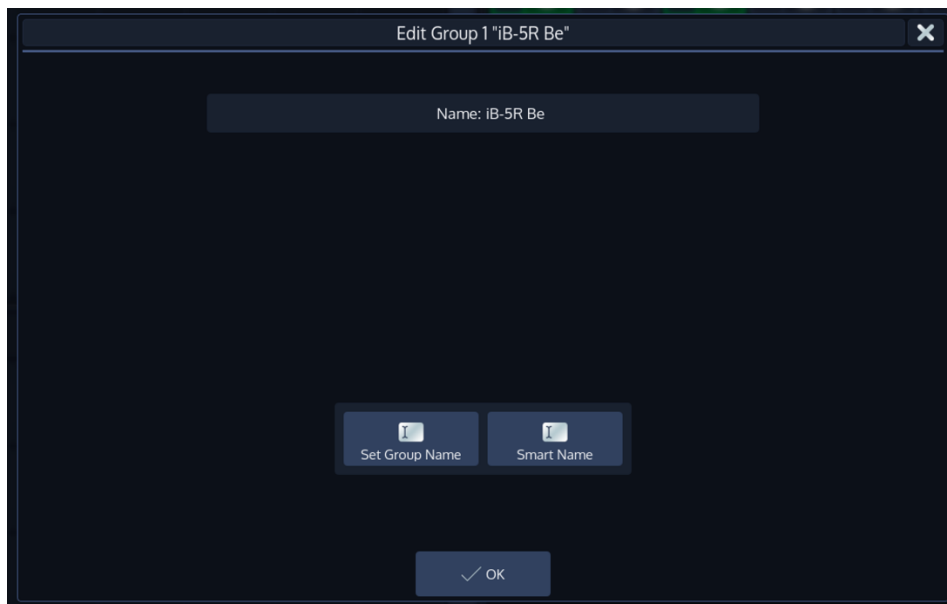 Edit Group 1 "iB-5R Be"
Name: iB-5R Be
Set Group Name
Smart Name
OK